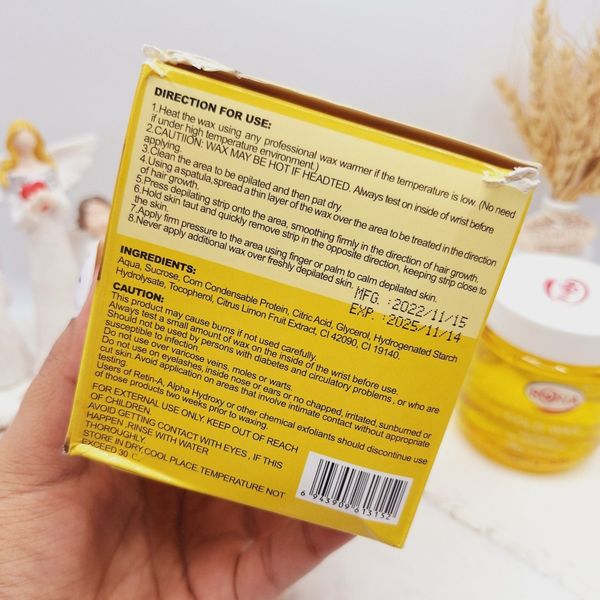 DIRECTION FOR USE:
1.Heat the wax using any professional wax warmer if the temperature is low. (No need
if under high temperature environment.)
2.CAUTIION: WAX MAY BE HOT IF HEADTED. Always test on inside of wrist before
applying.
3.Clean the area to be epilated and then pat dry.
4.Using a spatula,spread a thin layer of the wax over the area to be treated in the direction
of hair growth.
5.Press depilating strip onto the area, smoothing firmly in the direction of hair growth.
6.Hold skin taut and quickly remove strip in the opposite direction, keeping strip close to
the skin.
7.Apply firm pressure to the area using finger or palm to calm depilated skin.
8.Never apply additional wax over freshly depilated skin.
MFG :2022/11/15
EXP :2025/11/14
INGREDIENTS:
Aqua, Sucrose, Corn Condensable Protein, Citric Acid, Glycerol, Hydrogenated Starch
Hydrolysate, Tocopherol, Citrus Limon Fruit Extract, CI 42090, CI 19140.
CAUTION:
This product may cause burns if not used carefully.
Always test a small amount of wax on the inside of the wrist before use.
Should not be used by persons with diabetes and circulatory problems , or who are
susceptible to infection.
Do not use over varicose veins, moles or warts.
Do not use on eyelashes, inside nose or ears or no chapped, irritated, sunburned or
cut skin. Avoid application on areas that involve intimate contact without appropriate
testing.
Users of Retin-A, Alpha Hydroxy or other chemical exfoliants should discontinue use
of those products two weeks prior to waxing.
FOR EXTERNAL USE ONLY. KEEP OUT OF REACH
OF CHILDREN.
AVOID GETTING CONTACT WITH EYES , IF THIS
HAPPEN ,RINSE WITH WATER
THOROUGHLY.
STORE IN DRY,COOL PLACE. TEMPERATURE NOT
EXCEED 30 C
6 943909 613152